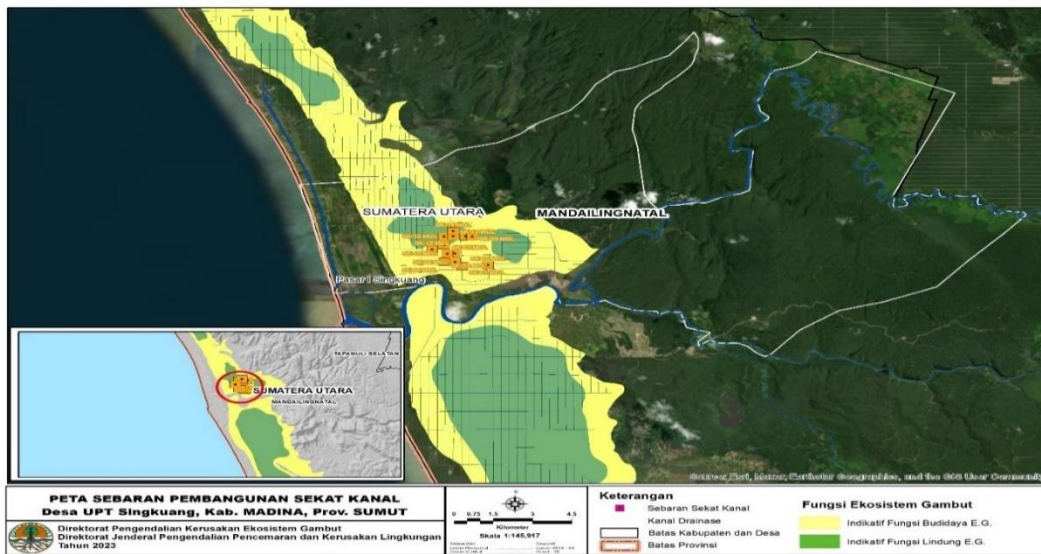 SUMATERA UTARA
MANDAILINGNATAL
Pasar I Singkuang
TAPANULI SELATAN
SUMUTERA UTARA
MANDAILINGNATAL
Source: Esri, Maxar, Earthstar Geographics, and the GIS User Community
PETA SEBARAN PEMBANGUNAN SEKAT KANAL
Desa UPT Singkuang, Kab. MADINA, Prov. SUMUT
Direktorat Pengendalian Kerusakan Ekosistem Gambut
Direktorat Jenderal Pengendalian Pencemaran dan Kerusakan Lingkungan
Tahun 2023
0 0.75 1.5 3 4.5
Kilometer
Skala 1:145,917
Keterangan
Sebaran Sekat Kanal
Kanal Drainase
Batas Kabupaten dan Desa
Batas Provinsi
Fungsi Ekosistem Gambut
Indikatif Fungsi Budidaya E.G.
Indikatif Fungsi Lindung E.G.